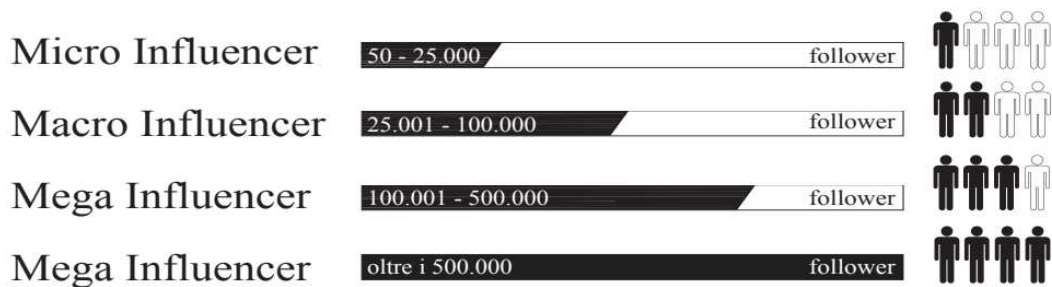 Micro Influencer 50 - 25.000 follower
Macro Influencer 25.001 - 100.000 follower
Mega Influencer 100.001 - 500.000 follower
Mega Influencer oltre i 500.000 follower